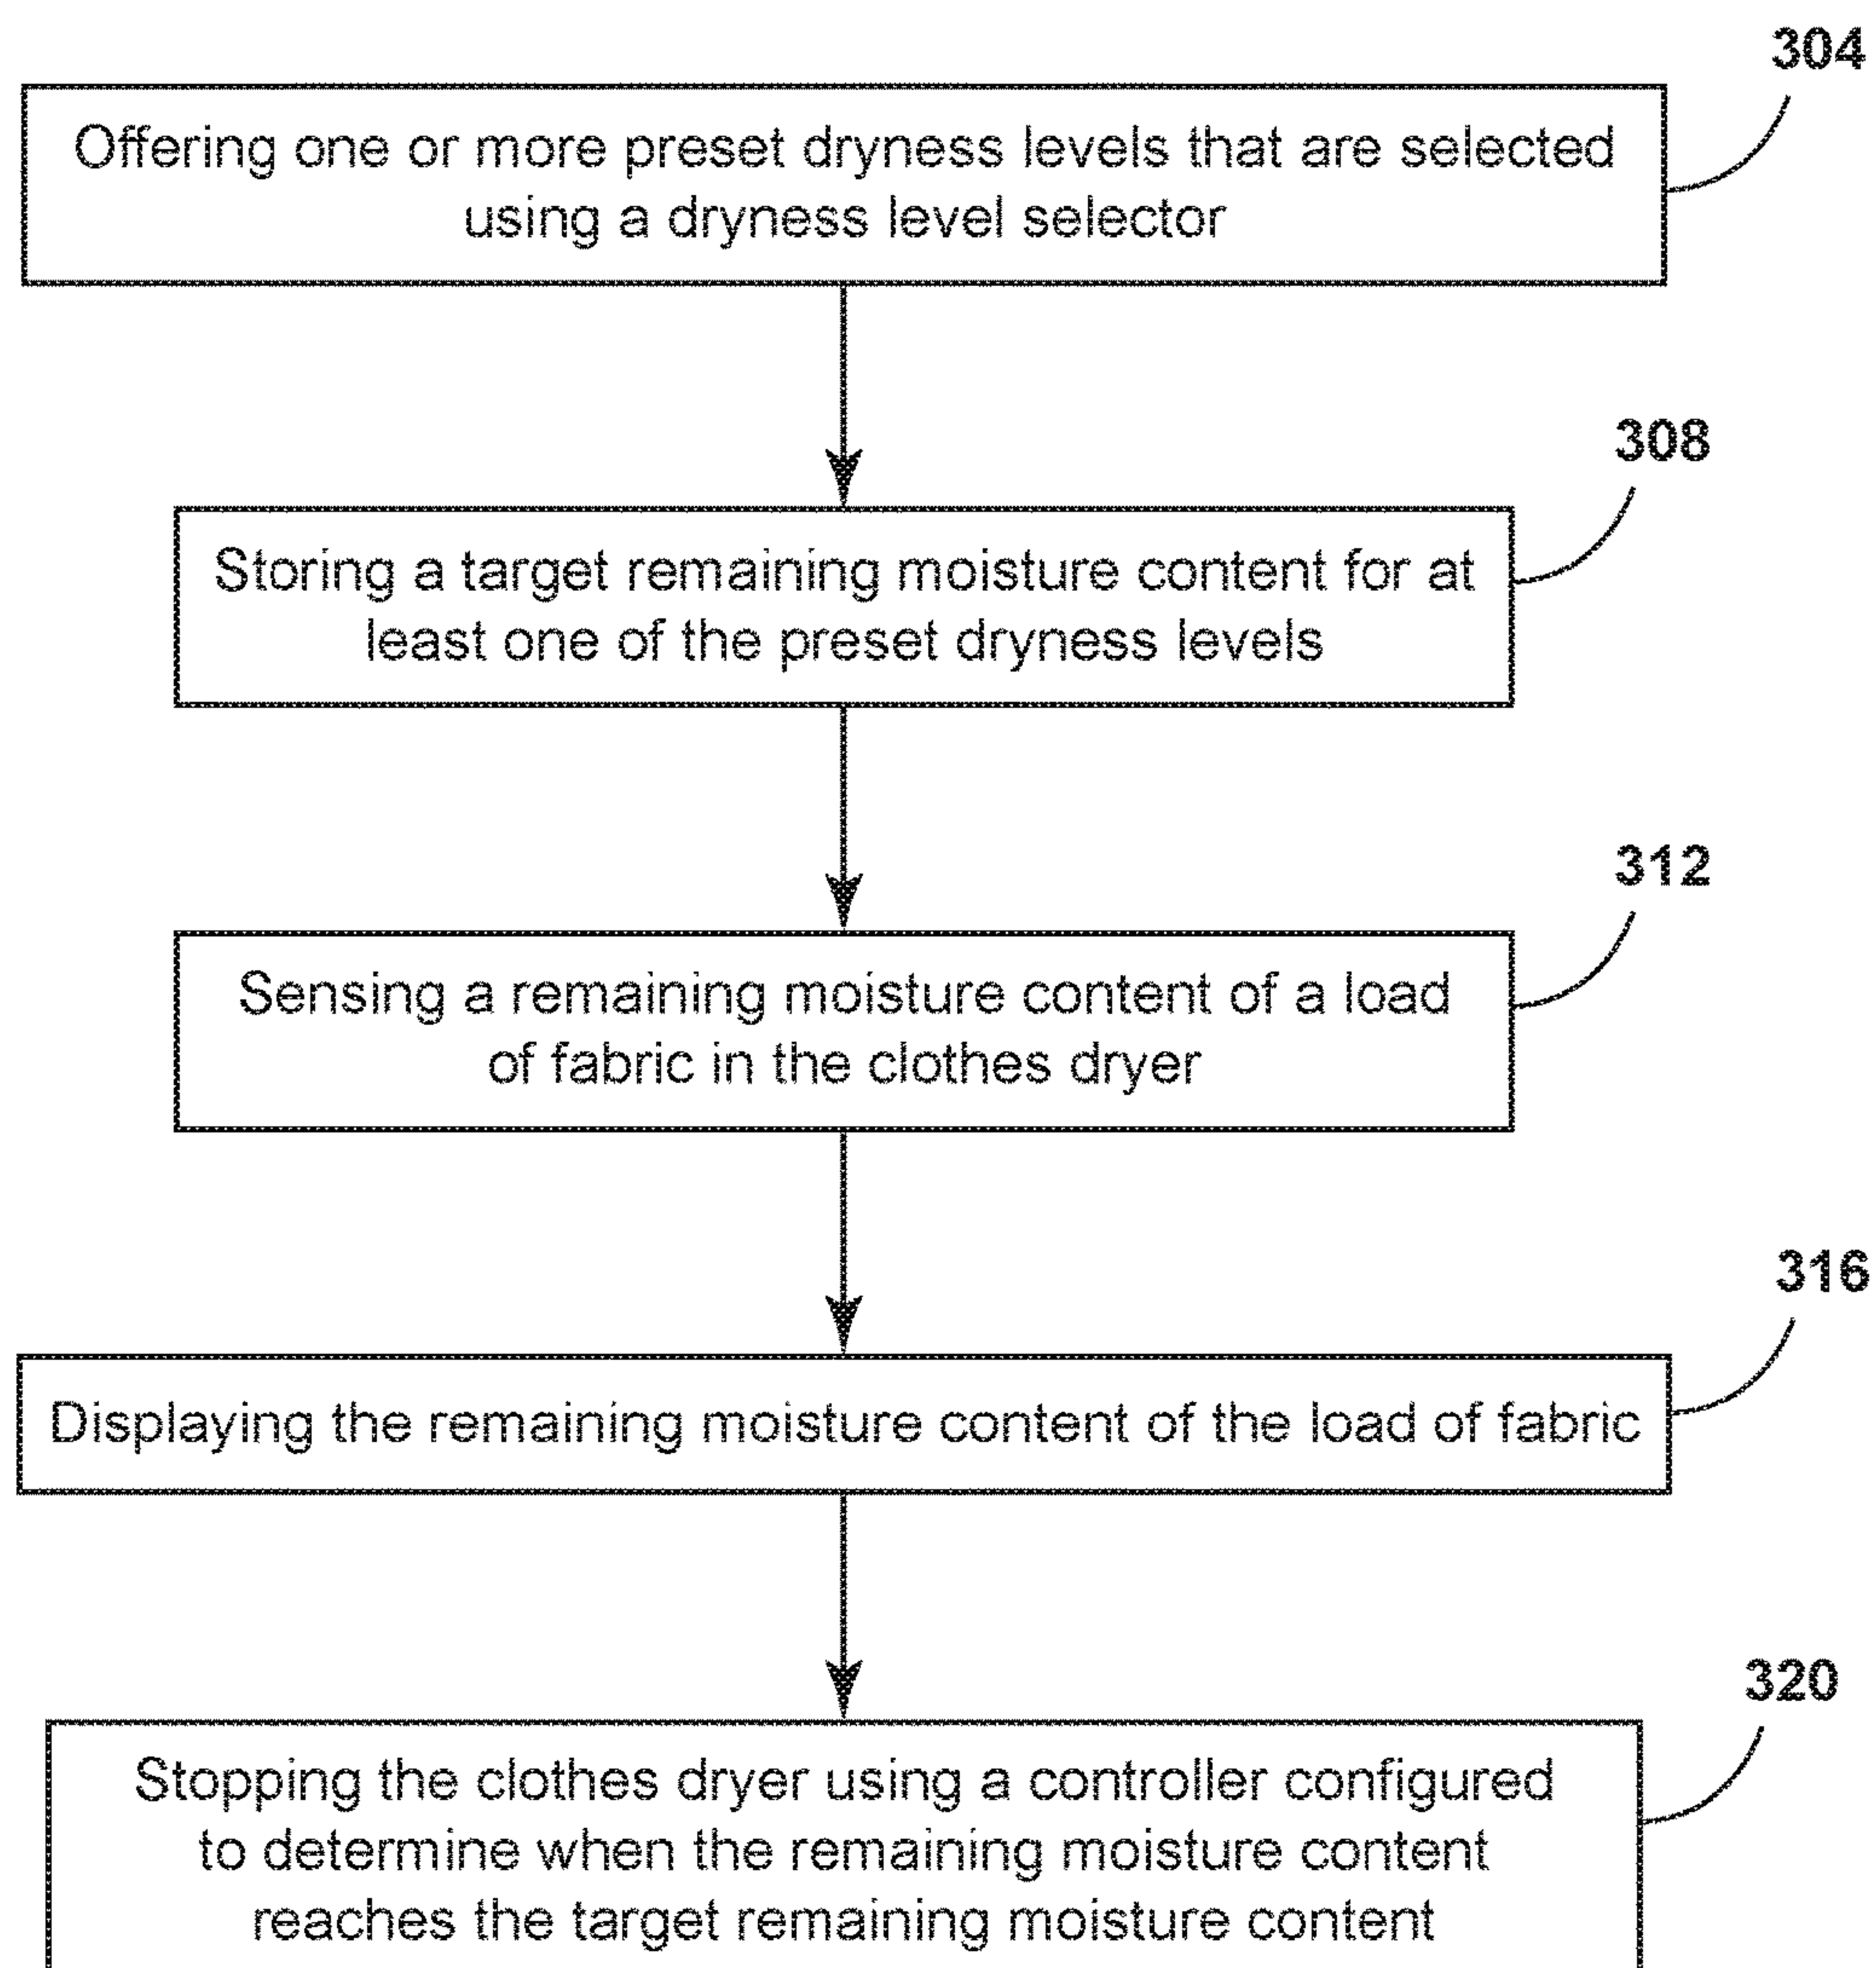 304
Offering one or more preset dryness levels that are selected
using a dryness level selector
308
Storing a target remaining moisture content for at
least one of the preset dryness levels
312
Sensing a remaining moisture content of a load
of fabric in the clothes dryer
316
Displaying the remaining moisture content of the load of fabric
320
Stopping the clothes dryer using a controller configured
to determine when the remaining moisture content
reaches the target remaining moisture content